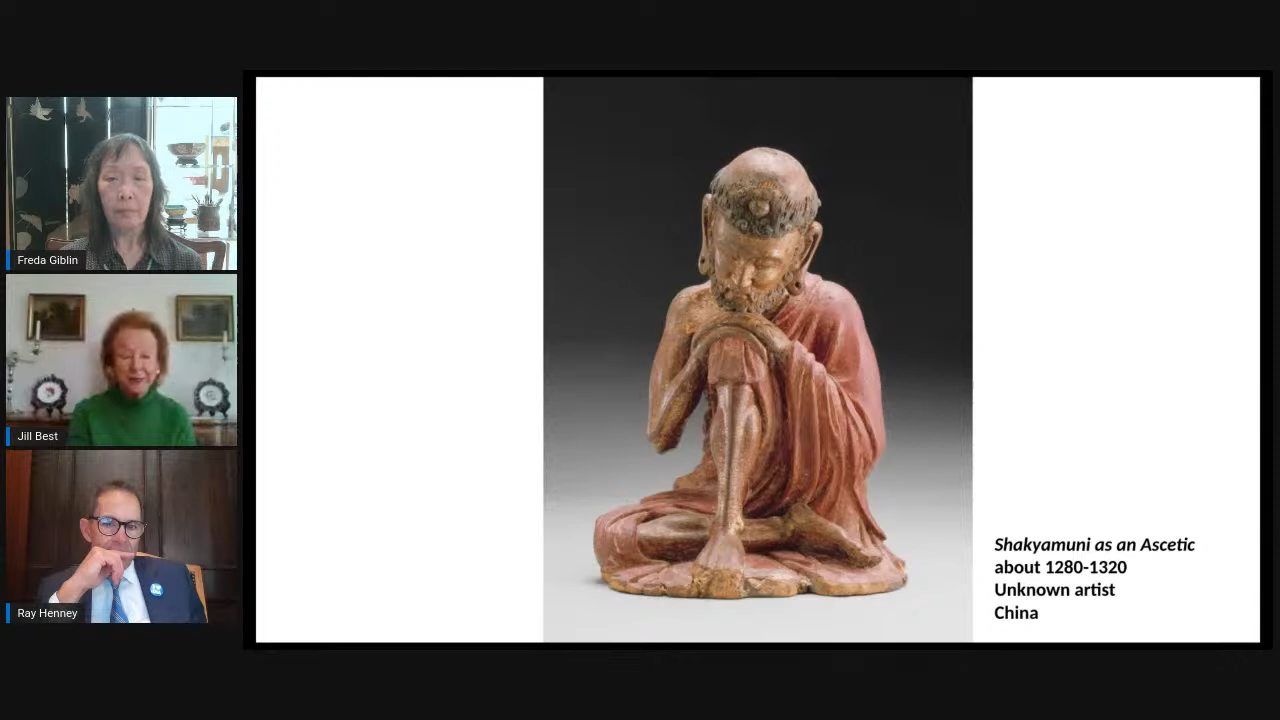 Freda Giblin
Jill Best
Ray Henney
Shakyamuni as an Ascetic
about 1280-1320
Unknown artist
China